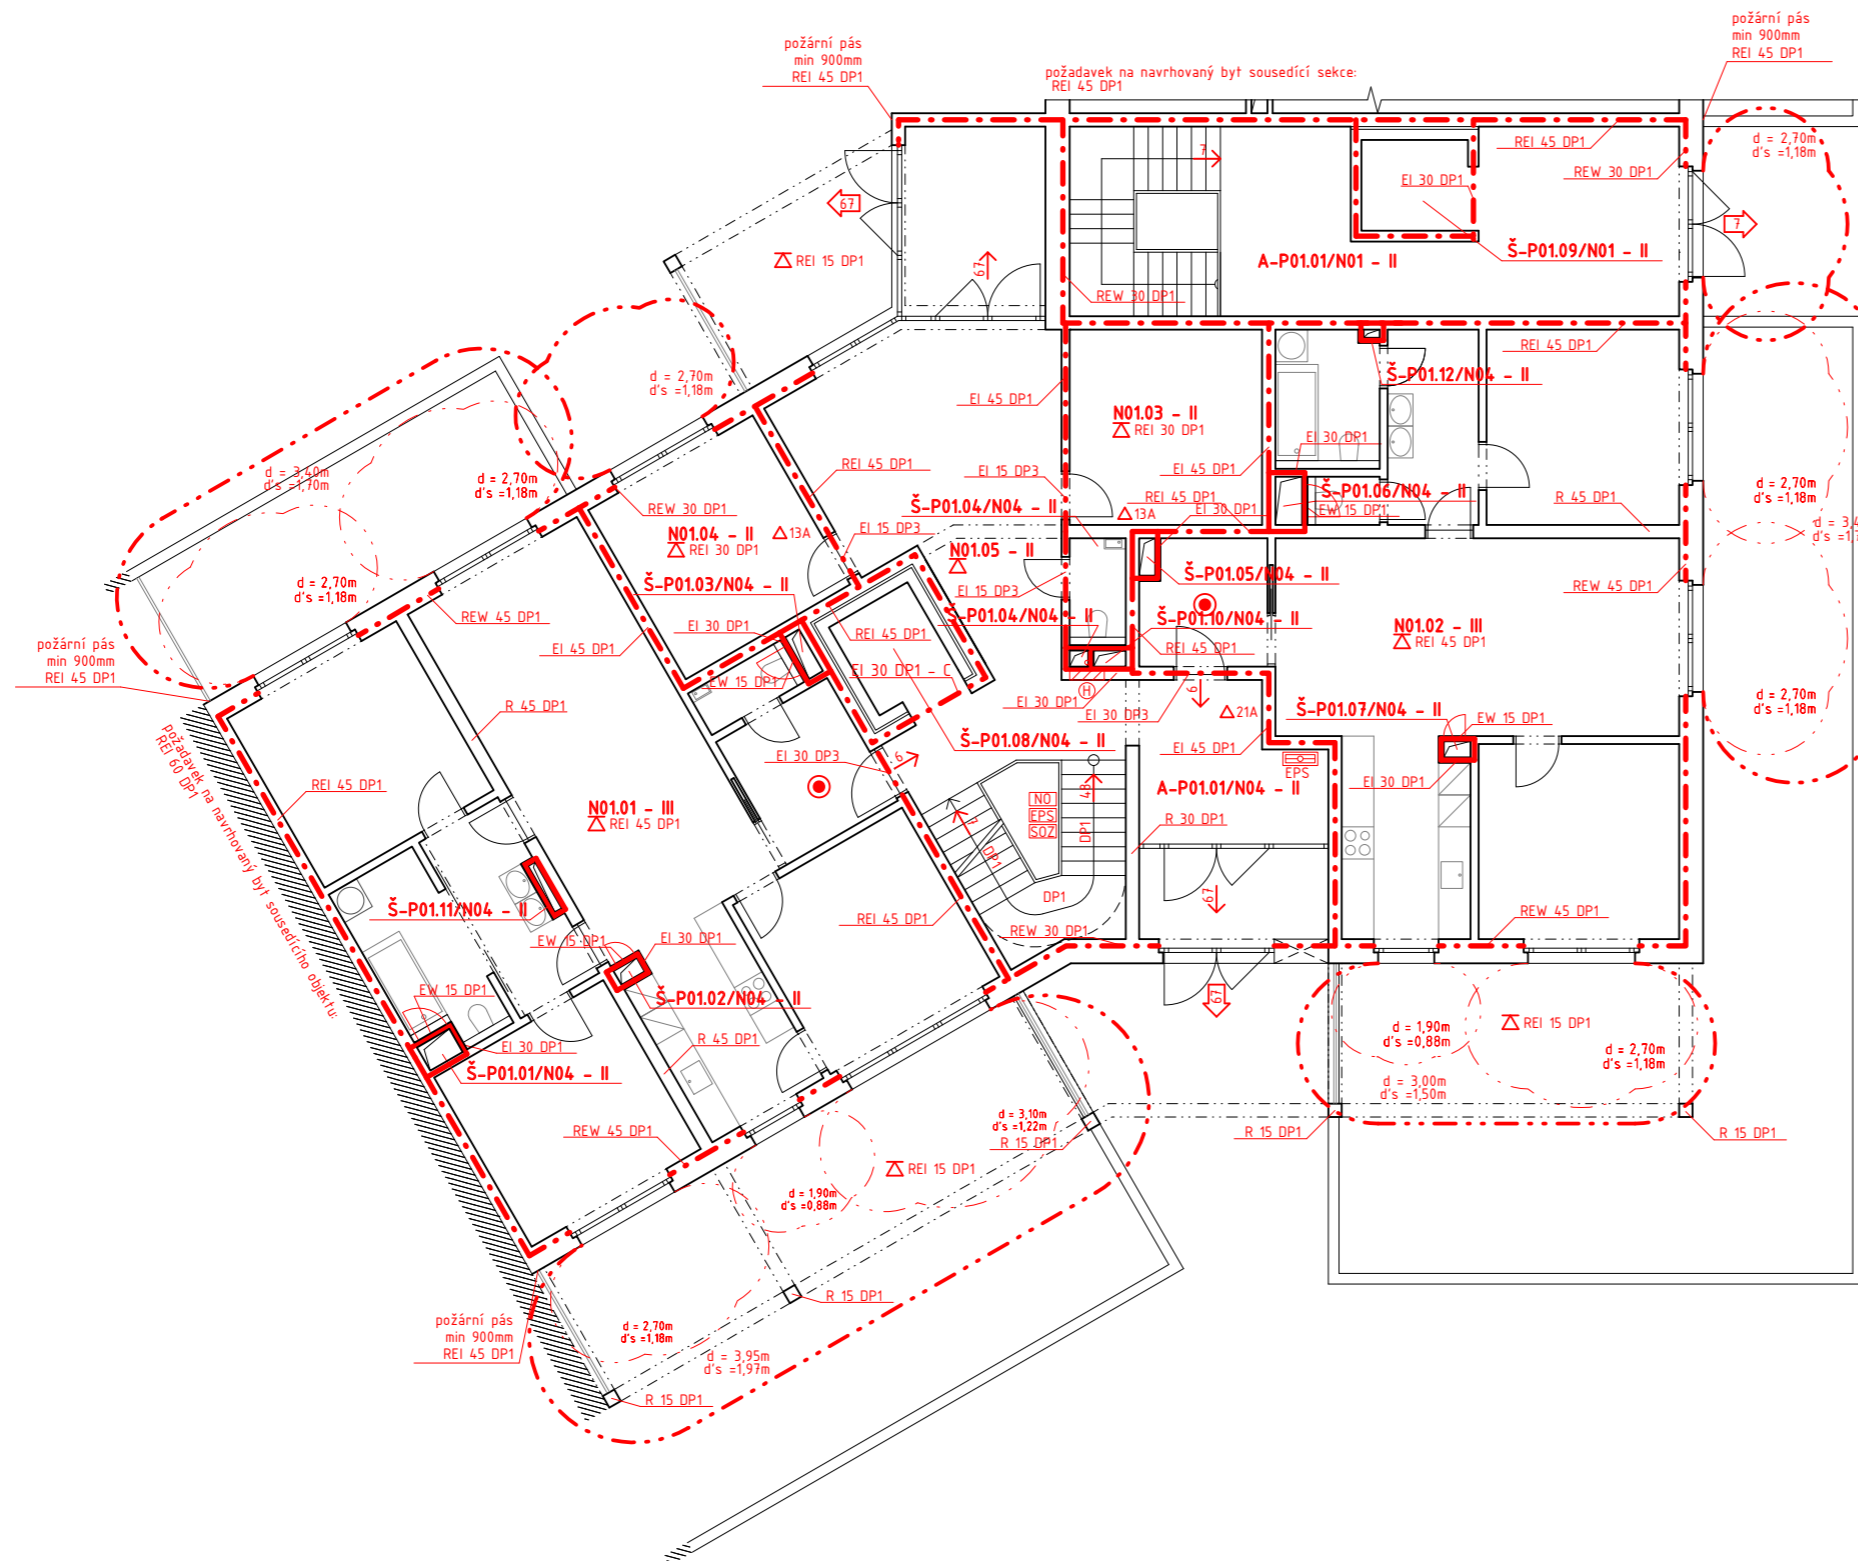 požární pás
min 900mm
REI 45 DP1
požární pás
min 900mm
REI 45 DP1
požadavek na navrhovaný byt sousedící sekce:
REI 45 DP1
REI 45 DP1
REW 30 DP1
EI 30 DP1
d = 2,70m
d's =1,18m
7
67
7
Š-P01.09/N01 - II
A-P01.01/N01 - II
REI 15 DP1
67
REW 30 DP1
REI 45 DP1
Š-P01.12/N04 - II
d = 2,70m
d's =1,18m
EI 45 DP1
N01.03 - II
REI 30 DP1
EI 30 DP1
EI 45 DP1
REI 45 DP1
EI 15 DP3
d = 3,40m
d's =1,70m
d = 2,70m
d's =1,18m
REW 30 DP1
Š-P01.04/N04 - II
REI 45 DP1
Š-P01.06/N04 - II
EW 15 DP1
R 45 DP1
d = 2,70m
d's =1,18m
13A
EI 30 DP1
N01.04 - II
REI 30 DP1
13A
EI 15 DP3
N01.05 - II
d = 3,4
d's =1,7
Š-P01.03/N04 - II
EI 15 DP3
Š-P01.05/N04 - II
REW 45 DP1
d = 2,70m
d's =1,18m
REW 45 DP1
EI 30 DP1
REI 45 DP1
Š-P01.04/N04 - II
Š-P01.10/N04 - II
N01.02 - III
REI 45 DP1
požární pás
min 900mm
REI 45 DP1
EI 45 DP1
EW 15 DP1
EI 30 DP1 - C
REI 45 DP1
H
EI 30 DP1
EI 30 DP3
6
21A
Š-P01.07/N04 - II
EW 15 DP1
d = 2,70m
d's =1,18m
R 45 DP1
požadavek na navrhovaný byt sousedícího objektu:
REI 60 DP1
Š-P01.08/N04 - II
EI 30 DP3
6
EI 45 DP1
EPS
EI 30 DP1
REI 45 DP1
N01.01 - III
REI 45 DP1
NO
EPS
SOZ
48
7
DP1
DP1
DP1
A-P01.01/N04 - II
R 30 DP1
67
Š-P01.11/N04 - II
REI 45 DP1
REW 30 DP1
REW 45 DP1
EW 15 DP1
EI 30 DP1
EW 15 DP1
Š-P01.02/N04 - II
67
EI 30 DP1
R 45 DP1
Š-P01.01/N04 - II
d = 1,90m
d's =0,88m
REI 15 DP1
d = 2,70m
d's =1,18m
d = 3,00m
d's =1,50m
REW 45 DP1
d = 3,10m
d's =1,22m
R 15 DP1
R 15 DP1
R 15 DP1
REI 15 DP1
d = 1,90m
d's =0,88m
R 15 DP1
požární pás
min 900mm
REI 45 DP1
d = 2,70m
d's =1,18m
d = 3,95m
d's =1,97m
R 15 DP1